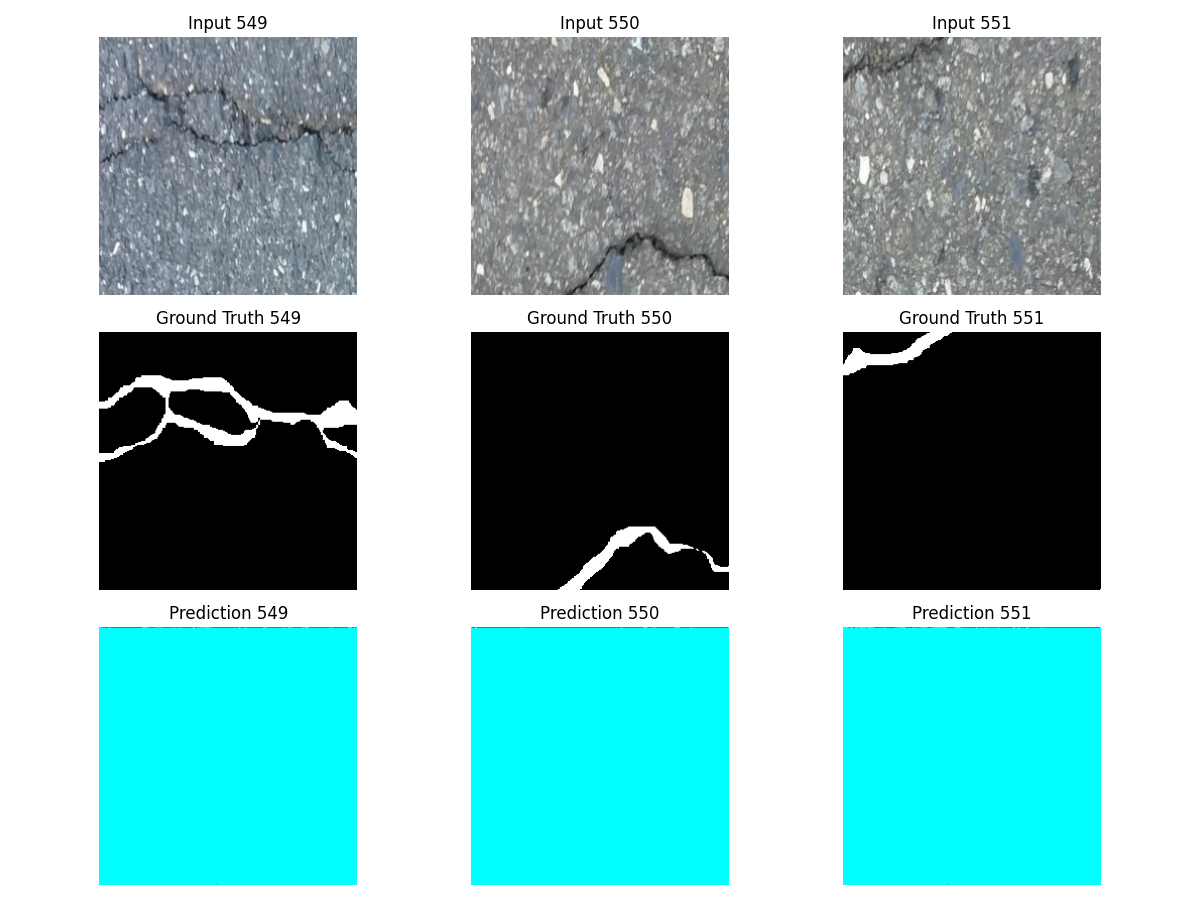 Input 549
Input 550
Input 551
Ground Truth 549
Ground Truth 550
Ground Truth 551
Prediction 549
Prediction 550
Prediction 551